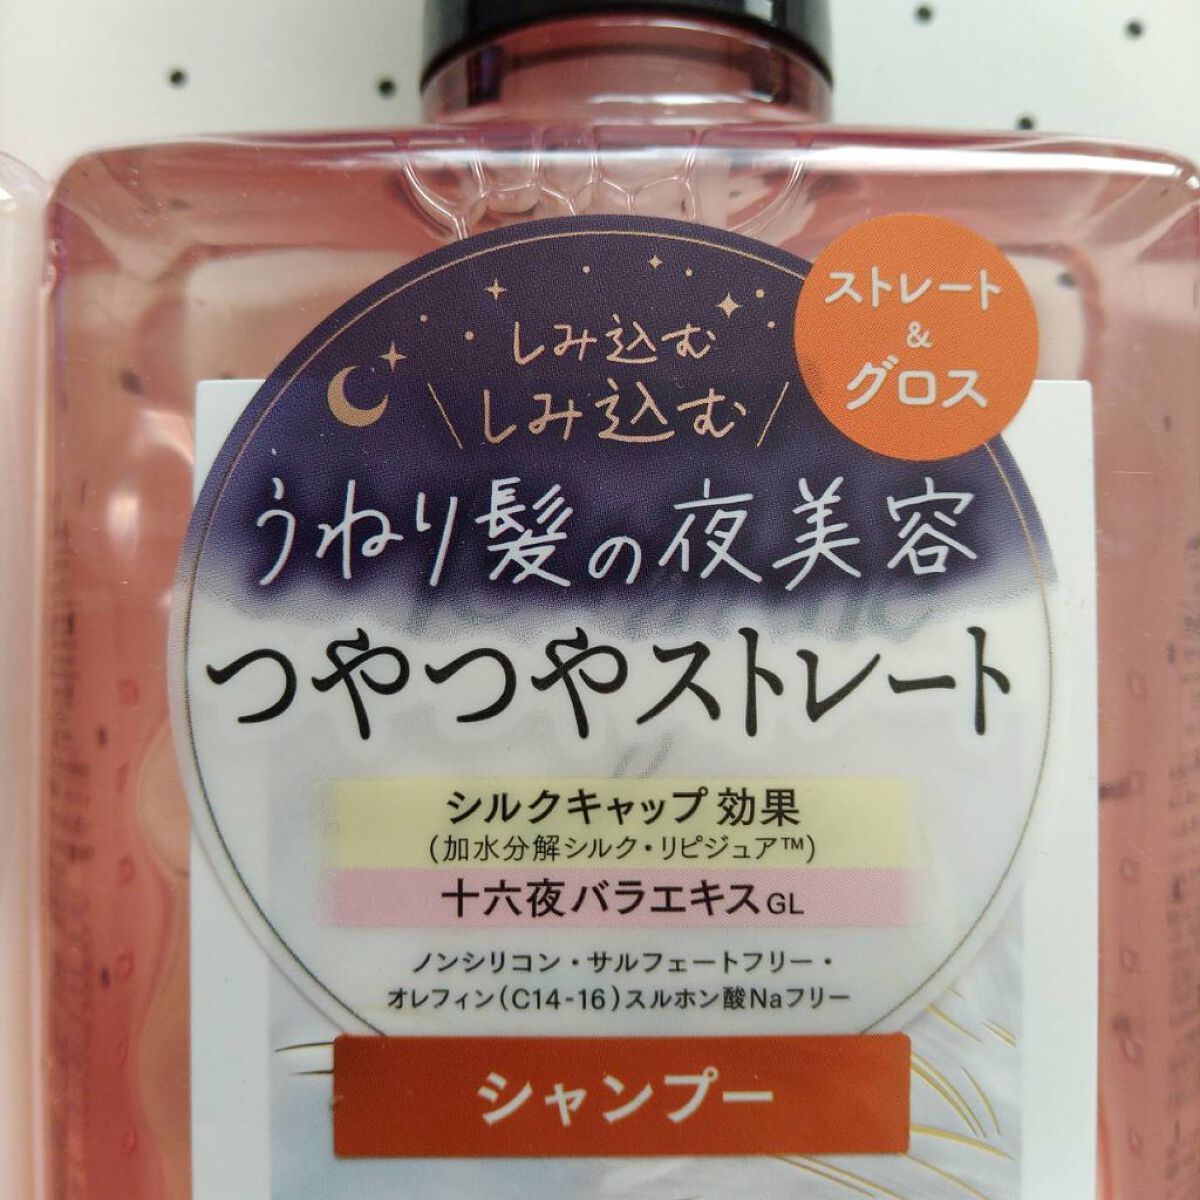 ストレート
&
グロス
しみ込む
しみ込む
うねり髪の夜美容
つやつやストレート
シルクキャップ 効果
(加水分解シルク・リピジュア™)
十六夜バラエキス GL
ノンシリコン・サルフェートフリー・
オレフィン(C14-16)スルホン酸Naフリー
シャンプー